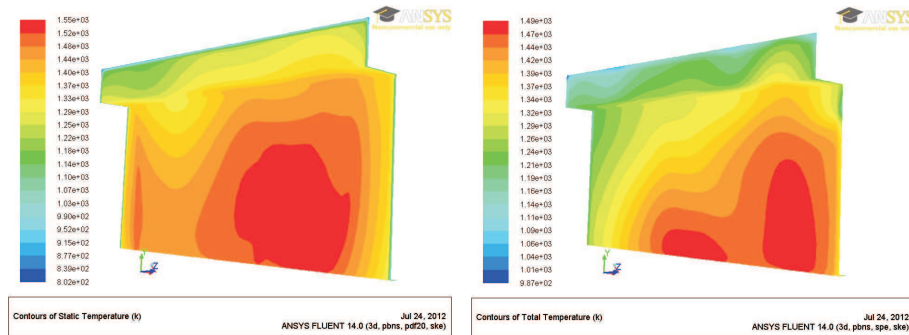 ANSYS
Noncommercial use only
1.55e+03
1.52e+03
1.48e+03
1.44e+03
1.40e+03
1.37e+03
1.33e+03
1.29e+03
1.25e+03
1.22e+03
1.18e+03
1.14e+03
1.10e+03
1.07e+03
1.03e+03
9.90e+02
9.52e+02
9.15e+02
8.77e+02
8.39e+02
8.02e+02
Y
Z
Contours of Static Temperature (k)
Jul 24, 2012
ANSYS FLUENT 14.0 (3d, pbns, pdf20, ske)
ANSYS
Noncommercial use only
1.49e+03
1.47e+03
1.44e+03
1.42e+03
1.39e+03
1.37e+03
1.34e+03
1.32e+03
1.29e+03
1.27e+03
1.24e+03
1.21e+03
1.19e+03
1.16e+03
1.14e+03
1.11e+03
1.09e+03
1.06e+03
1.04e+03
1.01e+03
9.87e+02
Y
Z
Contours of Total Temperature (k)
Jul 24, 2012
ANSYS FLUENT 14.0 (3d, pbns, spe, ske)